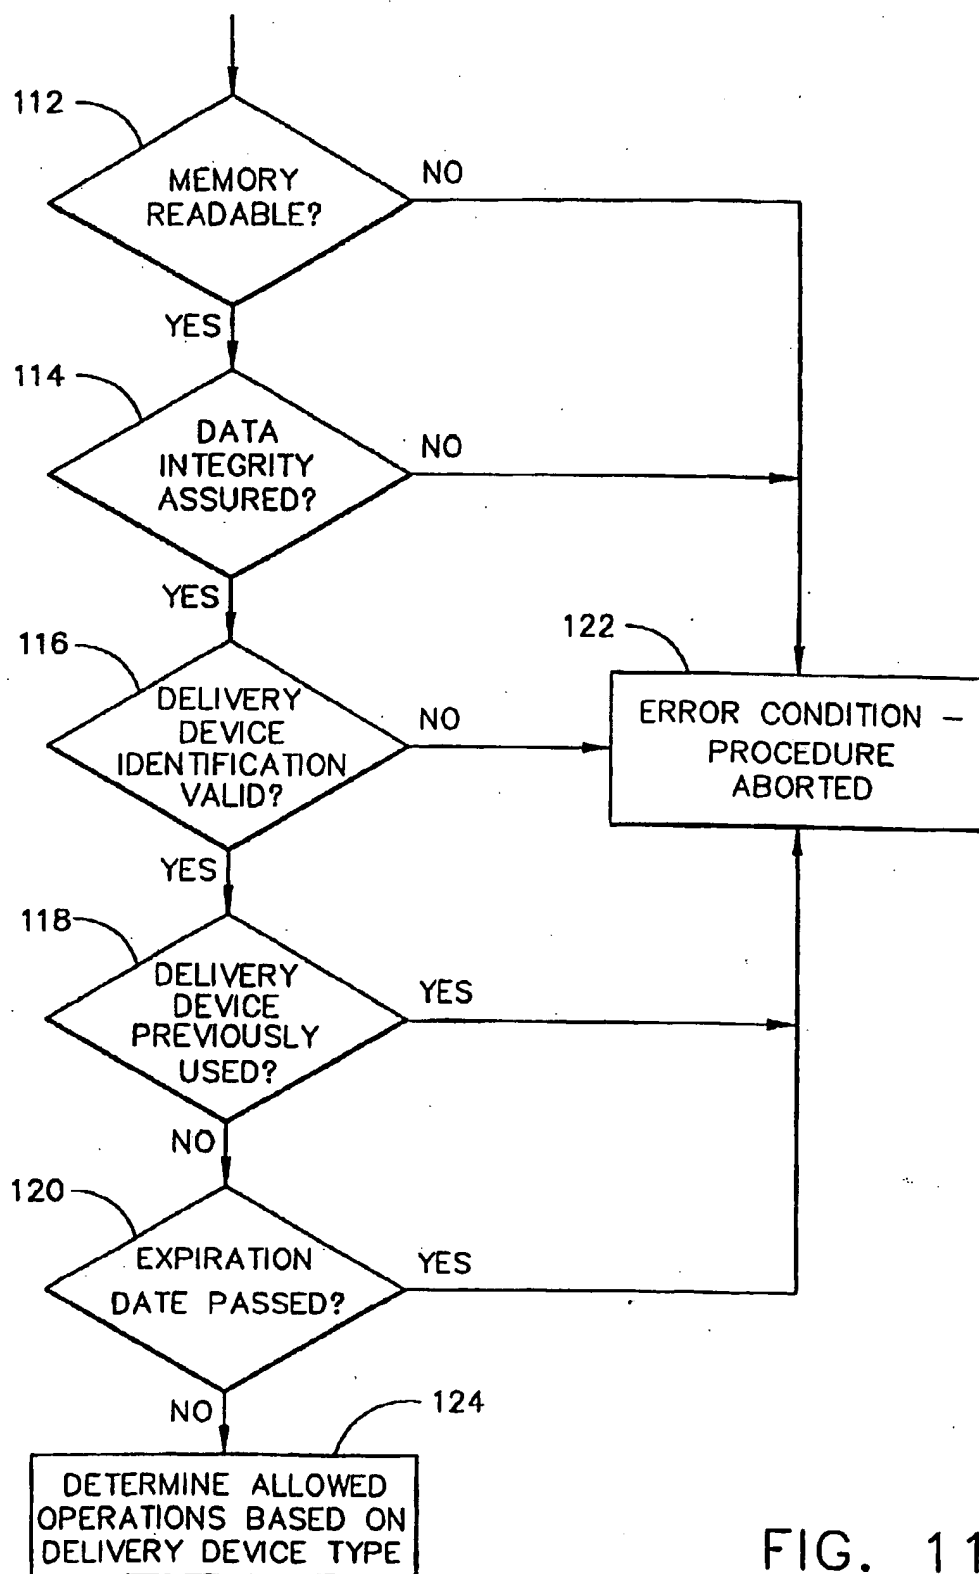 112
MEMORY
READABLE?
NO
YES
114
DATA
INTEGRITY
ASSURED?
NO
YES
116
DELIVERY
DEVICE
IDENTIFICATION
VALID?
NO
122
ERROR CONDITION –
PROCEDURE
ABORTED
YES
118
DELIVERY
DEVICE
PREVIOUSLY
USED?
YES
NO
120
EXPIRATION
DATE PASSED?
YES
NO
124
DETERMINE ALLOWED
OPERATIONS BASED ON
DELIVERY DEVICE TYPE
FIG. 11